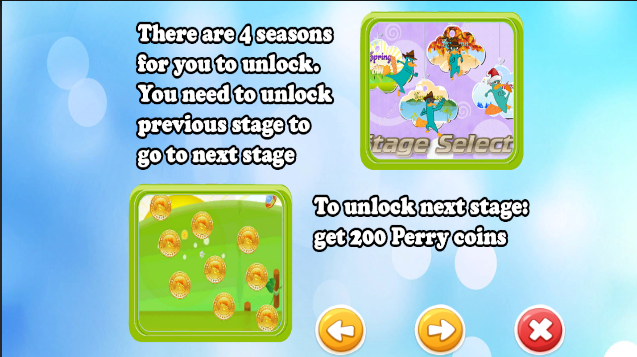 There are 4 seasons
for you to unlock.
You need to unlock
previous stage to
go to next stage
Spring
Stage Select
To unlock next stage:
get 200 Perry coins